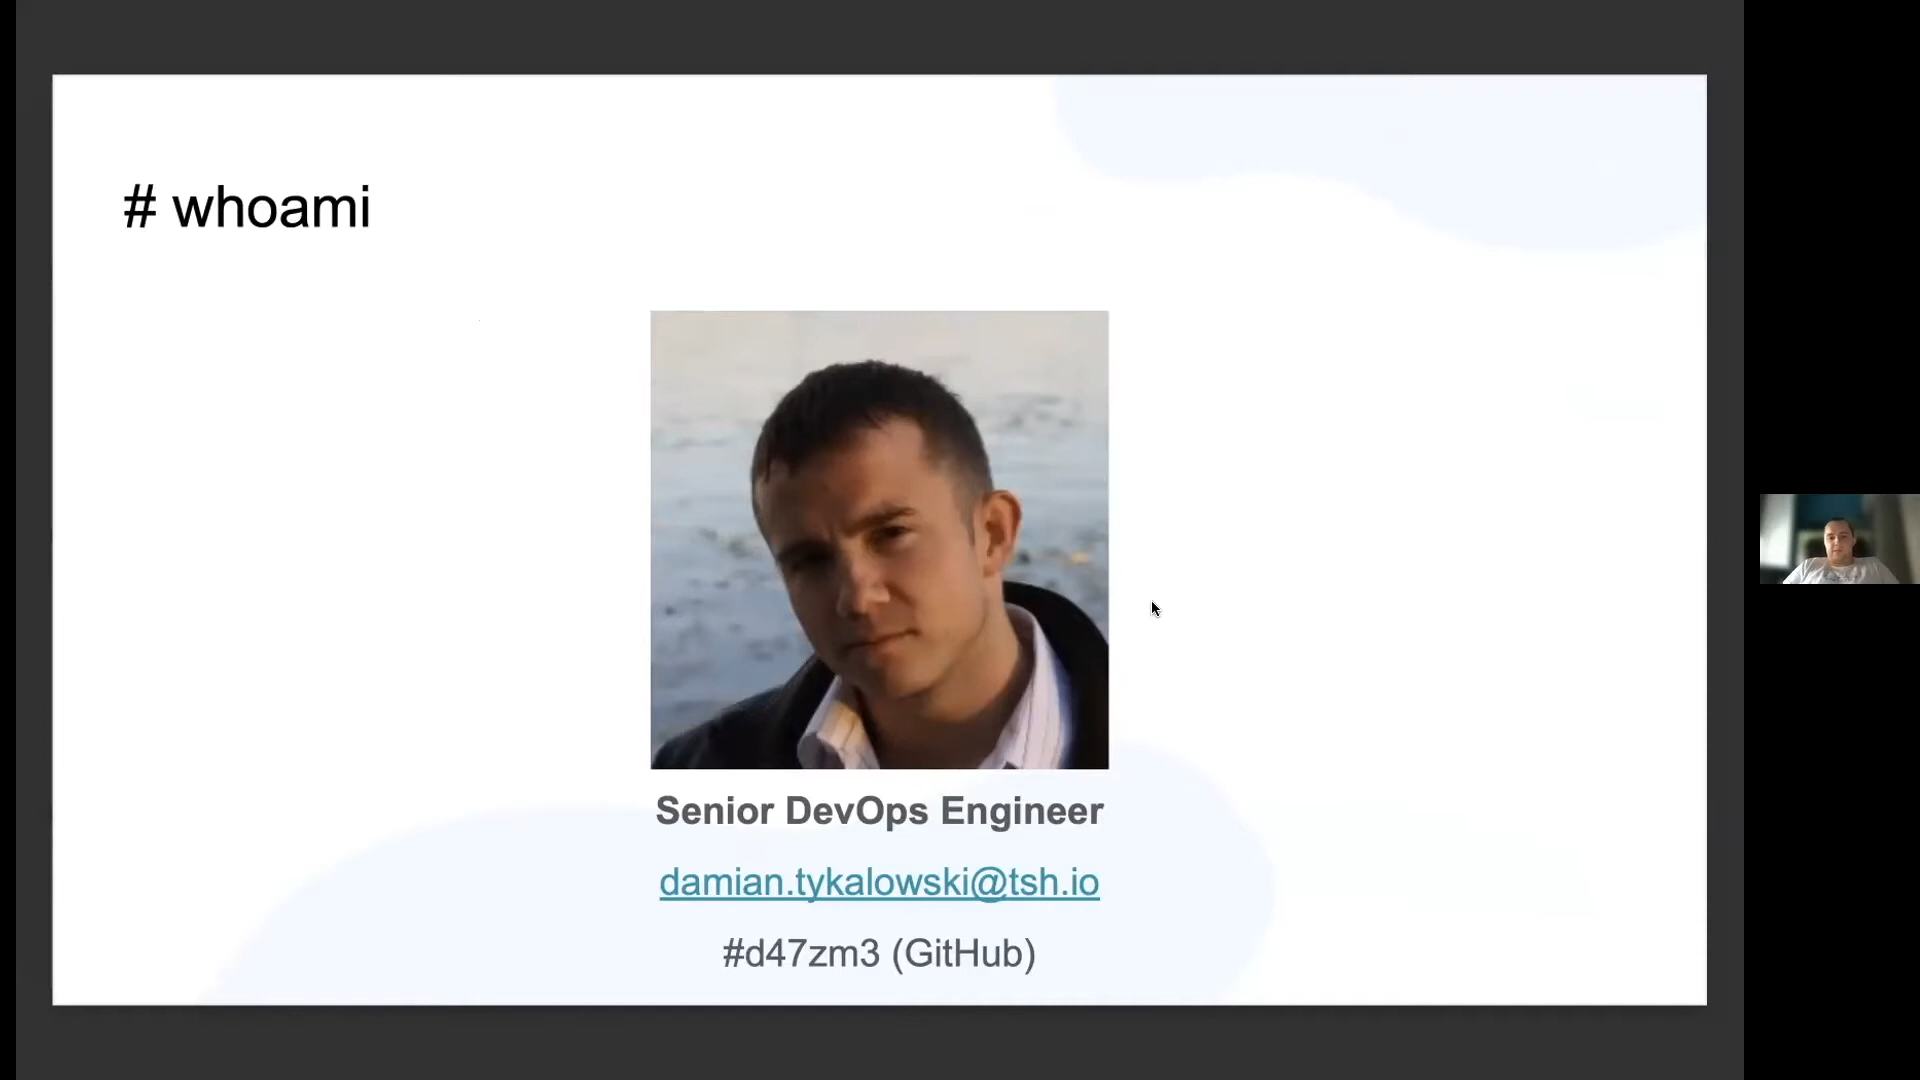 # whoami
Senior DevOps Engineer
damian.tykalowski@tsh.io
#d47zm3 (GitHub)